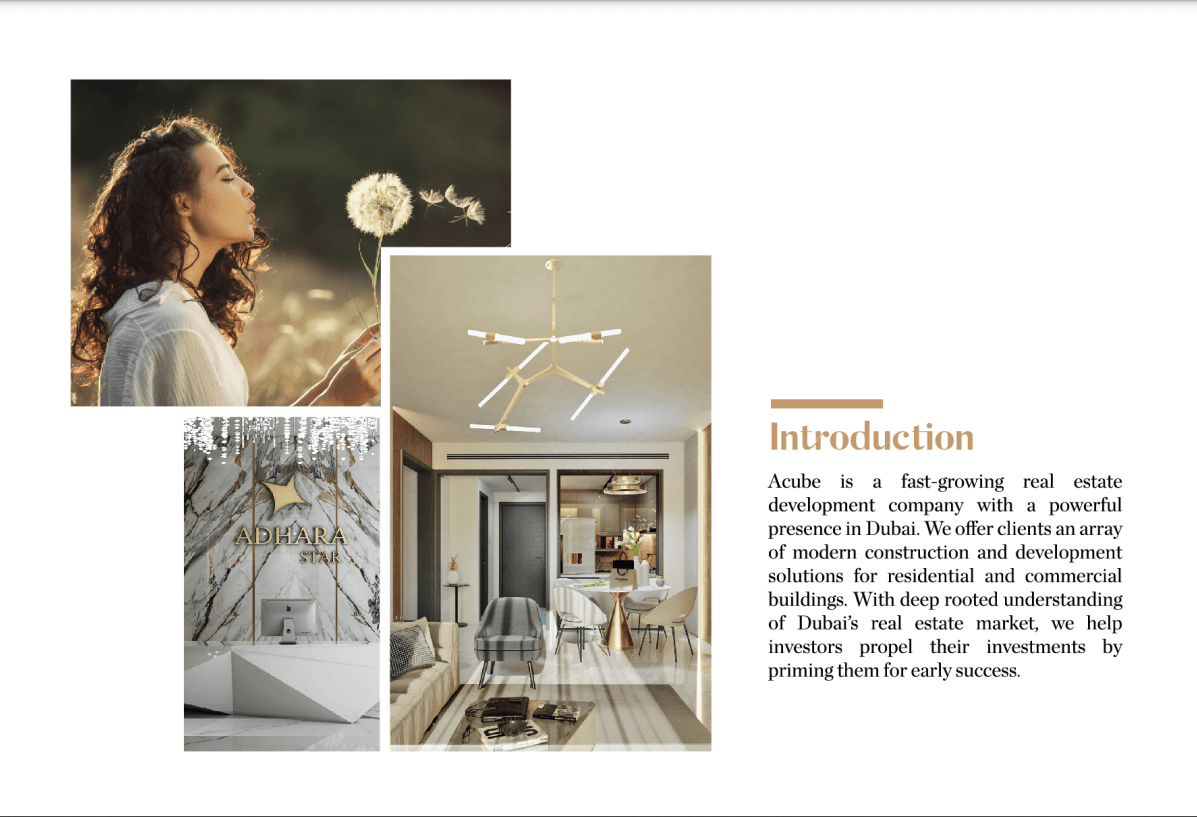 ADHARA
STAR
Introduction
Acube is a fast-growing real estate
development company with a powerful
presence in Dubai. We offer clients an array
of modern construction and development
solutions for residential and commercial
buildings. With deep rooted understanding
of Dubai’s real estate market, we help
investors propel their investments by
priming them for early success.